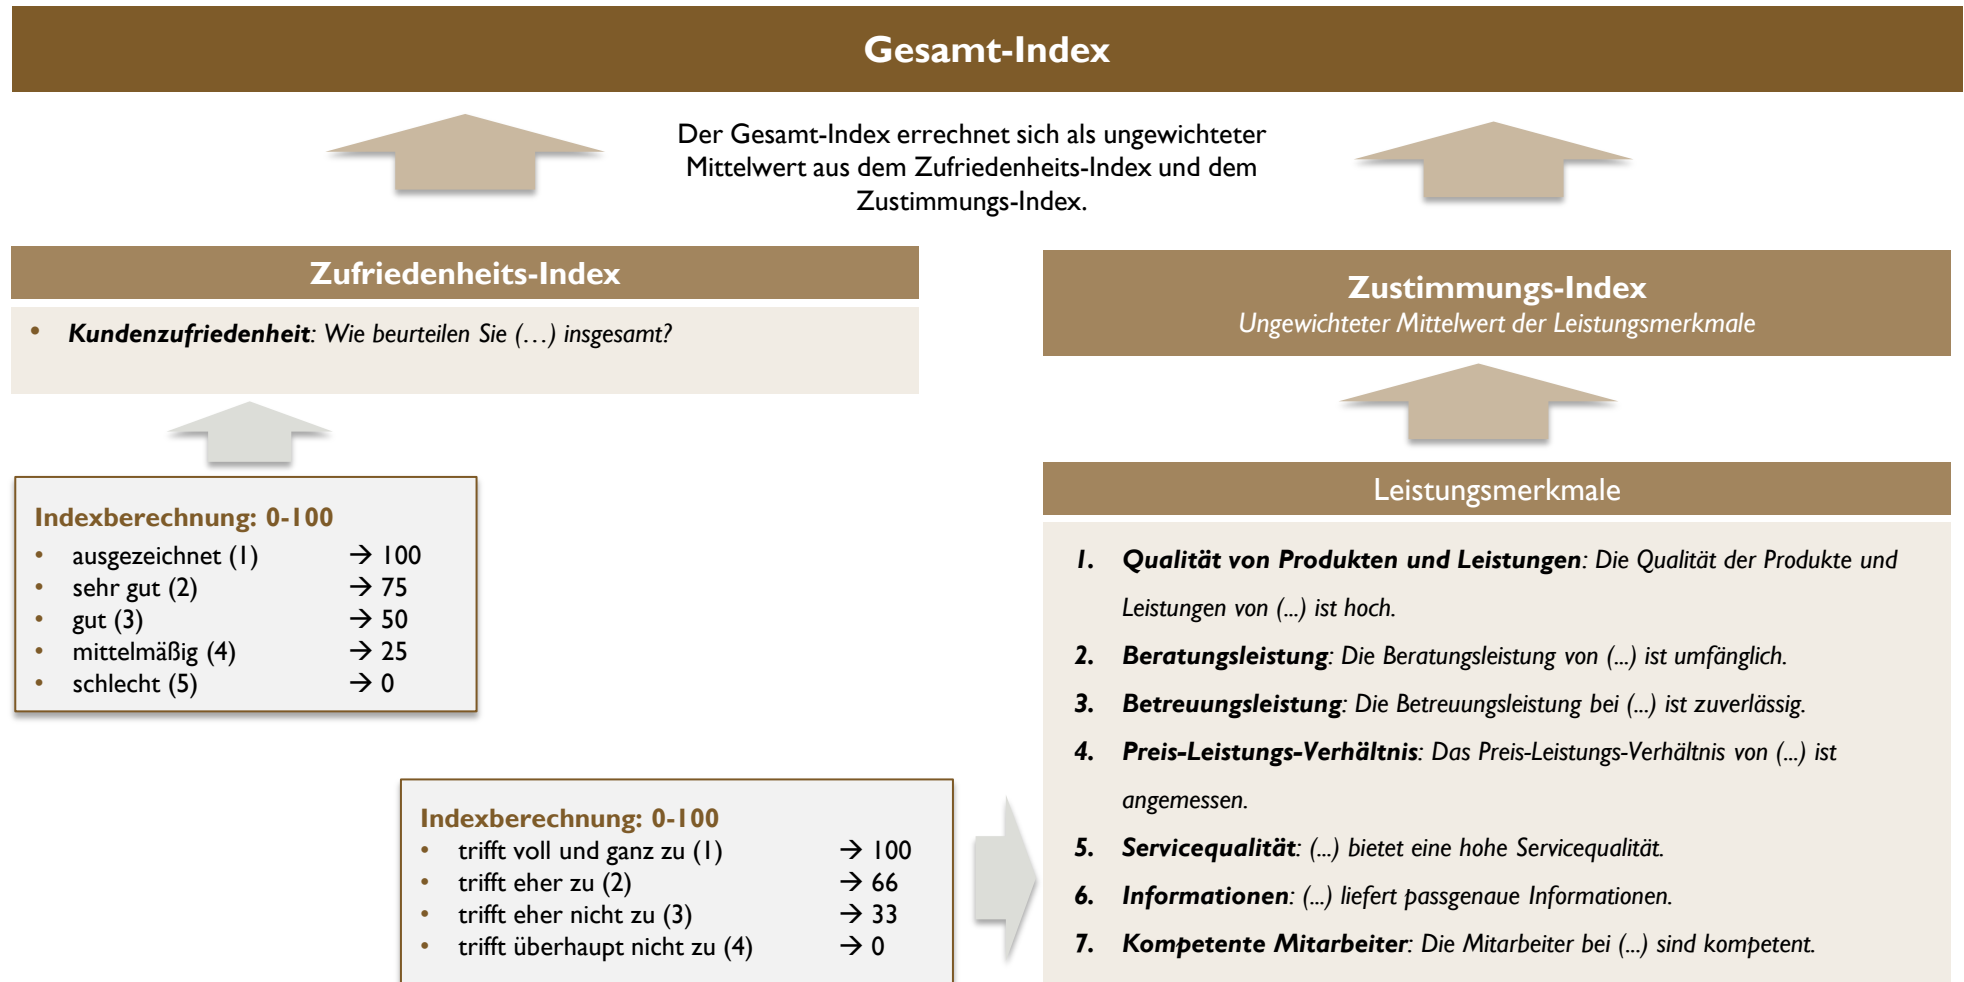 Gesamt-Index
Der Gesamt-Index errechnet sich als ungewichteter
Mittelwert aus dem Zufriedenheits-Index und dem
Zustimmungs-Index.
Zufriedenheits-Index
• Kundenzufriedenheit: Wie beurteilen Sie (…) insgesamt?
Indexberechnung: 0-100
• ausgezeichnet (1) → 100
• sehr gut (2) → 75
• gut (3) → 50
• mittelmäßig (4) → 25
• schlecht (5) → 0
Indexberechnung: 0-100
• trifft voll und ganz zu (1) → 100
• trifft eher zu (2) → 66
• trifft eher nicht zu (3) → 33
• trifft überhaupt nicht zu (4) → 0
Zustimmungs-Index
Ungewichteter Mittelwert der Leistungsmerkmale
Leistungsmerkmale
1. Qualität von Produkten und Leistungen: Die Qualität der Produkte und
Leistungen von (...) ist hoch.
2. Beratungsleistung: Die Beratungsleistung von (...) ist umfänglich.
3. Betreuungsleistung: Die Betreuungsleistung bei (...) ist zuverlässig.
4. Preis-Leistungs-Verhältnis: Das Preis-Leistungs-Verhältnis von (...) ist
angemessen.
5. Servicequalität: (...) bietet eine hohe Servicequalität.
6. Informationen: (...) liefert passgenaue Informationen.
7. Kompetente Mitarbeiter: Die Mitarbeiter bei (...) sind kompetent.